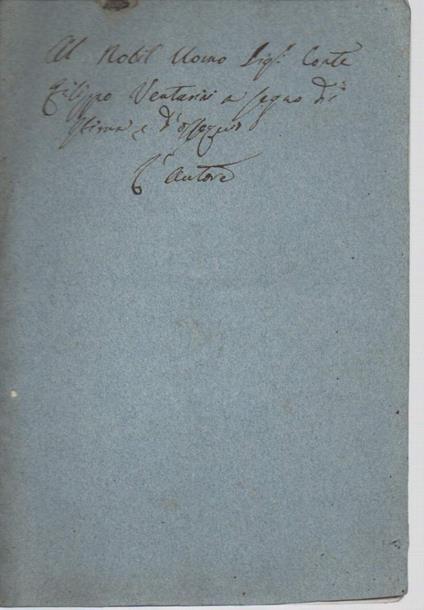 Al Nobil Uomo Sig.r Conte
Filippo Ventarini a segno di
stima e d'ossequio
L'autore